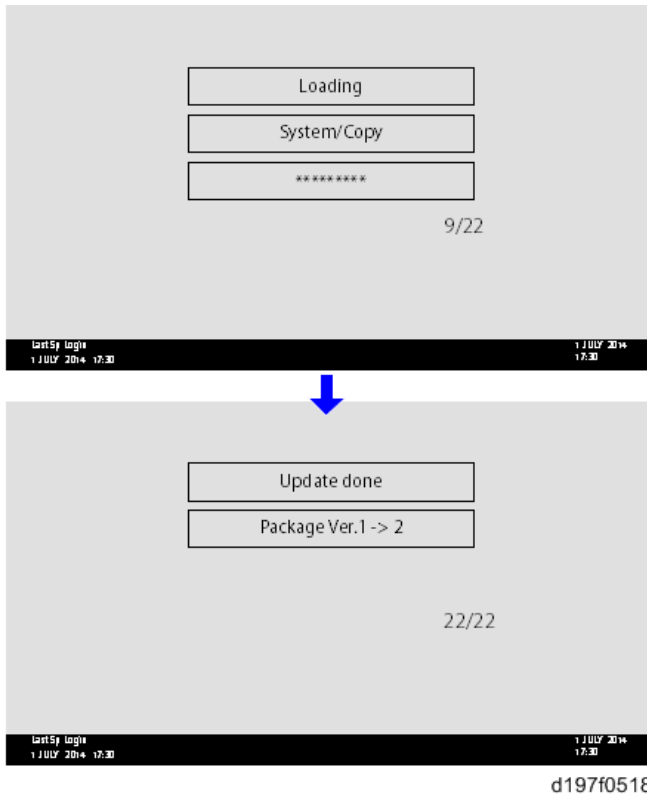 Loading
System/Copy
*********
9/22
Last Sp Login
1 JULY 2014 17:30
1 JULY 2014
17:30
Update done
Package Ver.1 -> 2
22/22
Last Sp Login
1 JULY 2014 17:30
1 JULY 2014
17:30
d197f0518